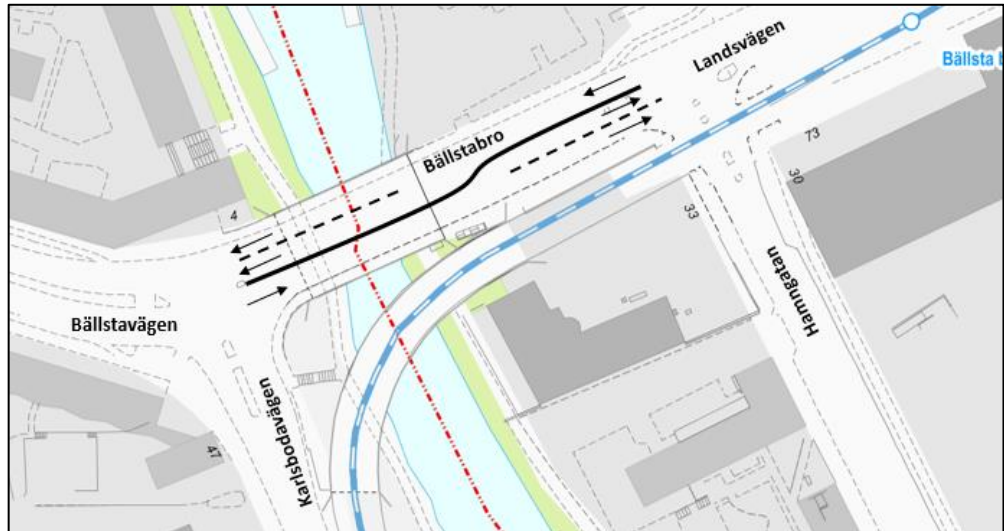 Landsvägen
Bällsta b
Bällstabro
73
30
4
33
Hamngatan
Bällstavägen
Karlsbodavägen
47